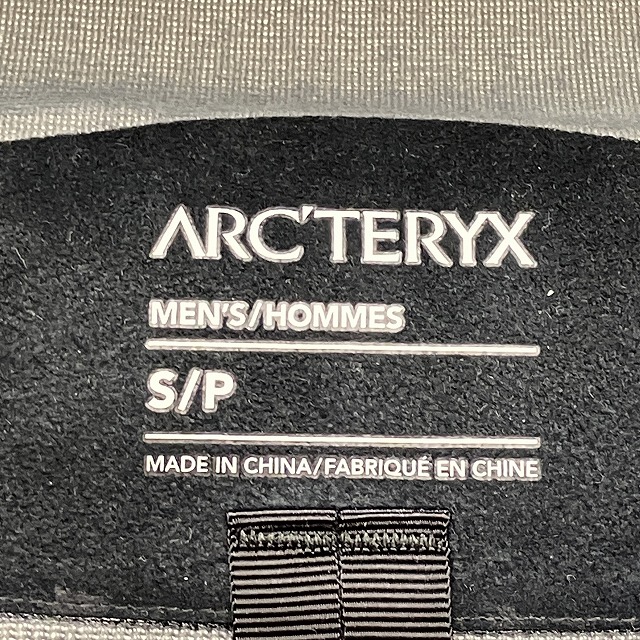 ARC'TERYX
MEN'S/HOMMES
S/P
MADE IN CHINA/FABRIQUÉ EN CHINE